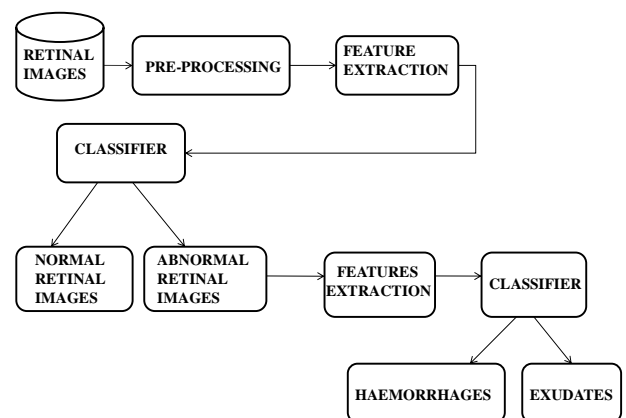 RETINAL
IMAGES
PRE-PROCESSING
FEATURE
EXTRACTION
CLASSIFIER
NORMAL
RETINAL
IMAGES
ABNORMAL
RETINAL
IMAGES
FEATURES
EXTRACTION
CLASSIFIER
HAEMORRHAGES
EXUDATES